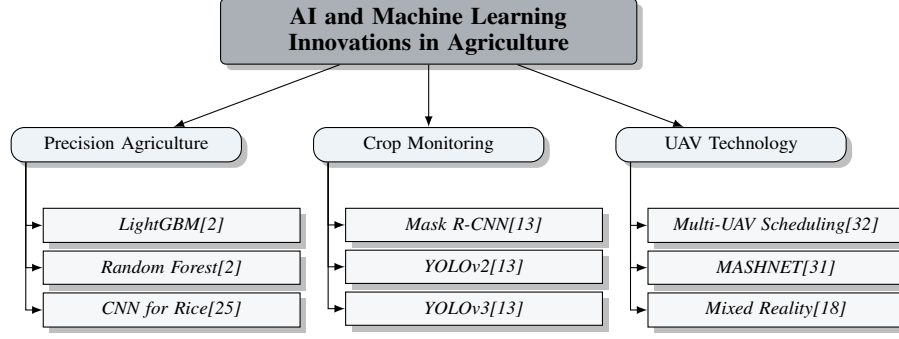 AI and Machine Learning
Innovations in Agriculture
Precision Agriculture
Crop Monitoring
UAV Technology
LightGBM[2]
Random Forest[2]
CNN for Rice[25]
Mask R-CNN[13]
YOLOv2[13]
YOLOv3[13]
Multi-UAV Scheduling[32]
MASHNET[31]
Mixed Reality[18]